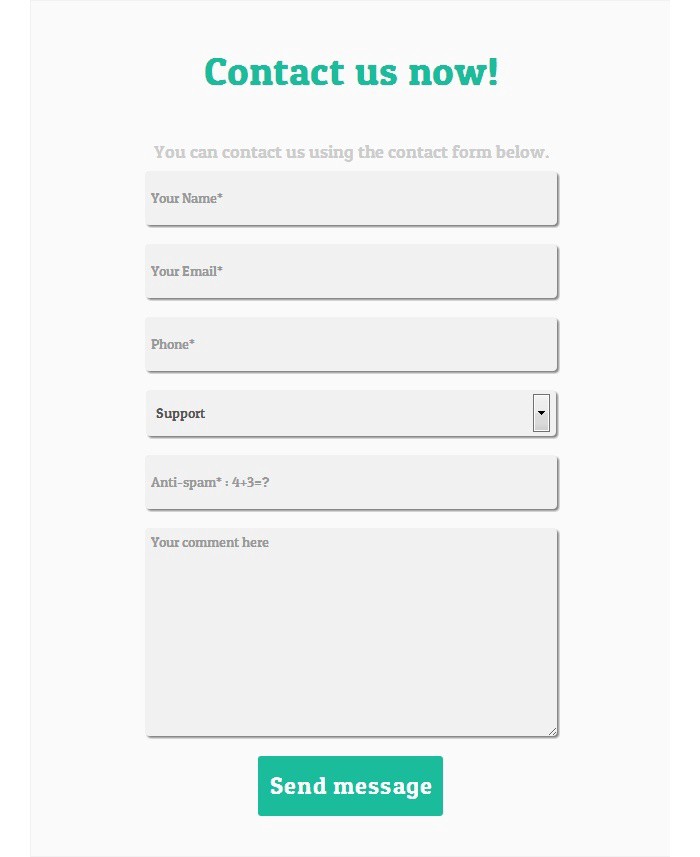 Contact us now!
You can contact us using the contact form below.
Your Name*
Your Email*
Phone*
Support
Anti-spam* : 4+3=?
Your comment here
Send message